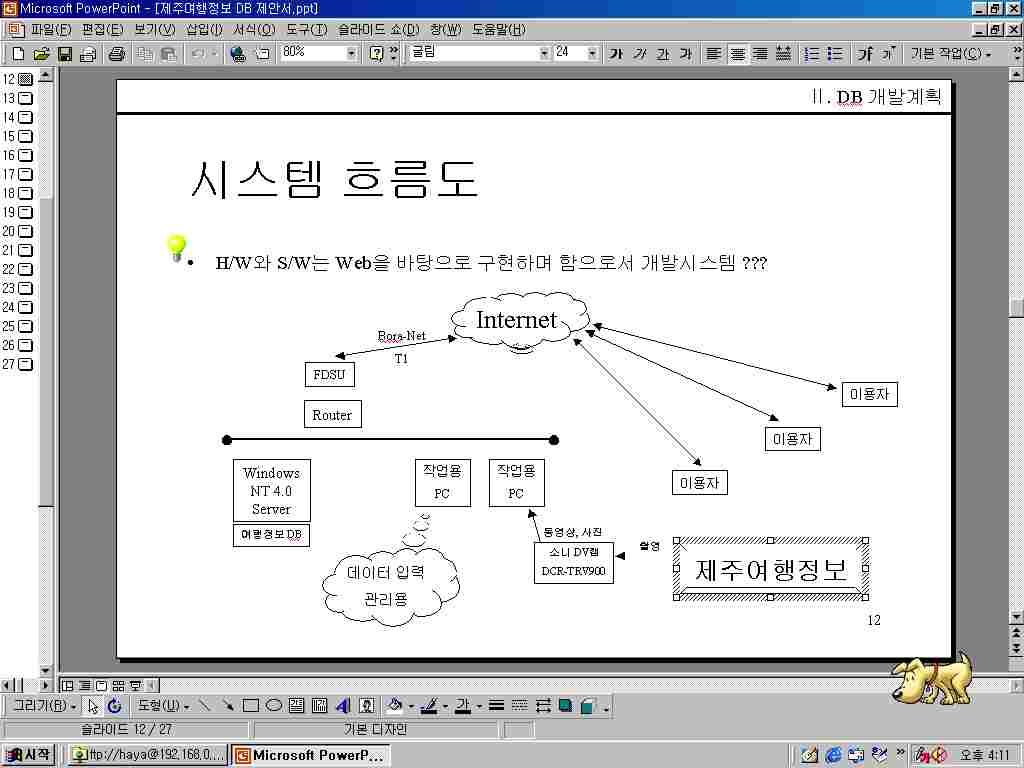 Microsoft PowerPoint - [제주여행정보 DB 제안서.ppt]
파일(F) 편집(E) 보기(V) 삽입(I) 서식(O) 도구(T) 슬라이드 쇼(D) 창(W) 도움말(H)
80% 굴림 24 가 가 가 가 기본 작업(C)
12
13
14
15
16
17
18
19
20
21
22
23
24
25
26
27
Ⅱ. DB 개발계획
시스템 흐름도
• H/W와 S/W는 Web을 바탕으로 구현하며 함으로서 개발시스템 ???
Internet
Bora-Net
T1
FDSU
Router
이용자
이용자
이용자
Windows
NT 4.0
Server
여행정보DB
작업용
PC
작업용
PC
동영상, 사진
소니 DV캠
DCR-TRV900
촬영
데이터 입력
관리용
제주여행정보
12
그리기(R) 도형(U) 가
슬라이드 12 / 27 기본 디자인
시작 ftp://haya@192,168,0,... Microsoft PowerP... 오후 4:11